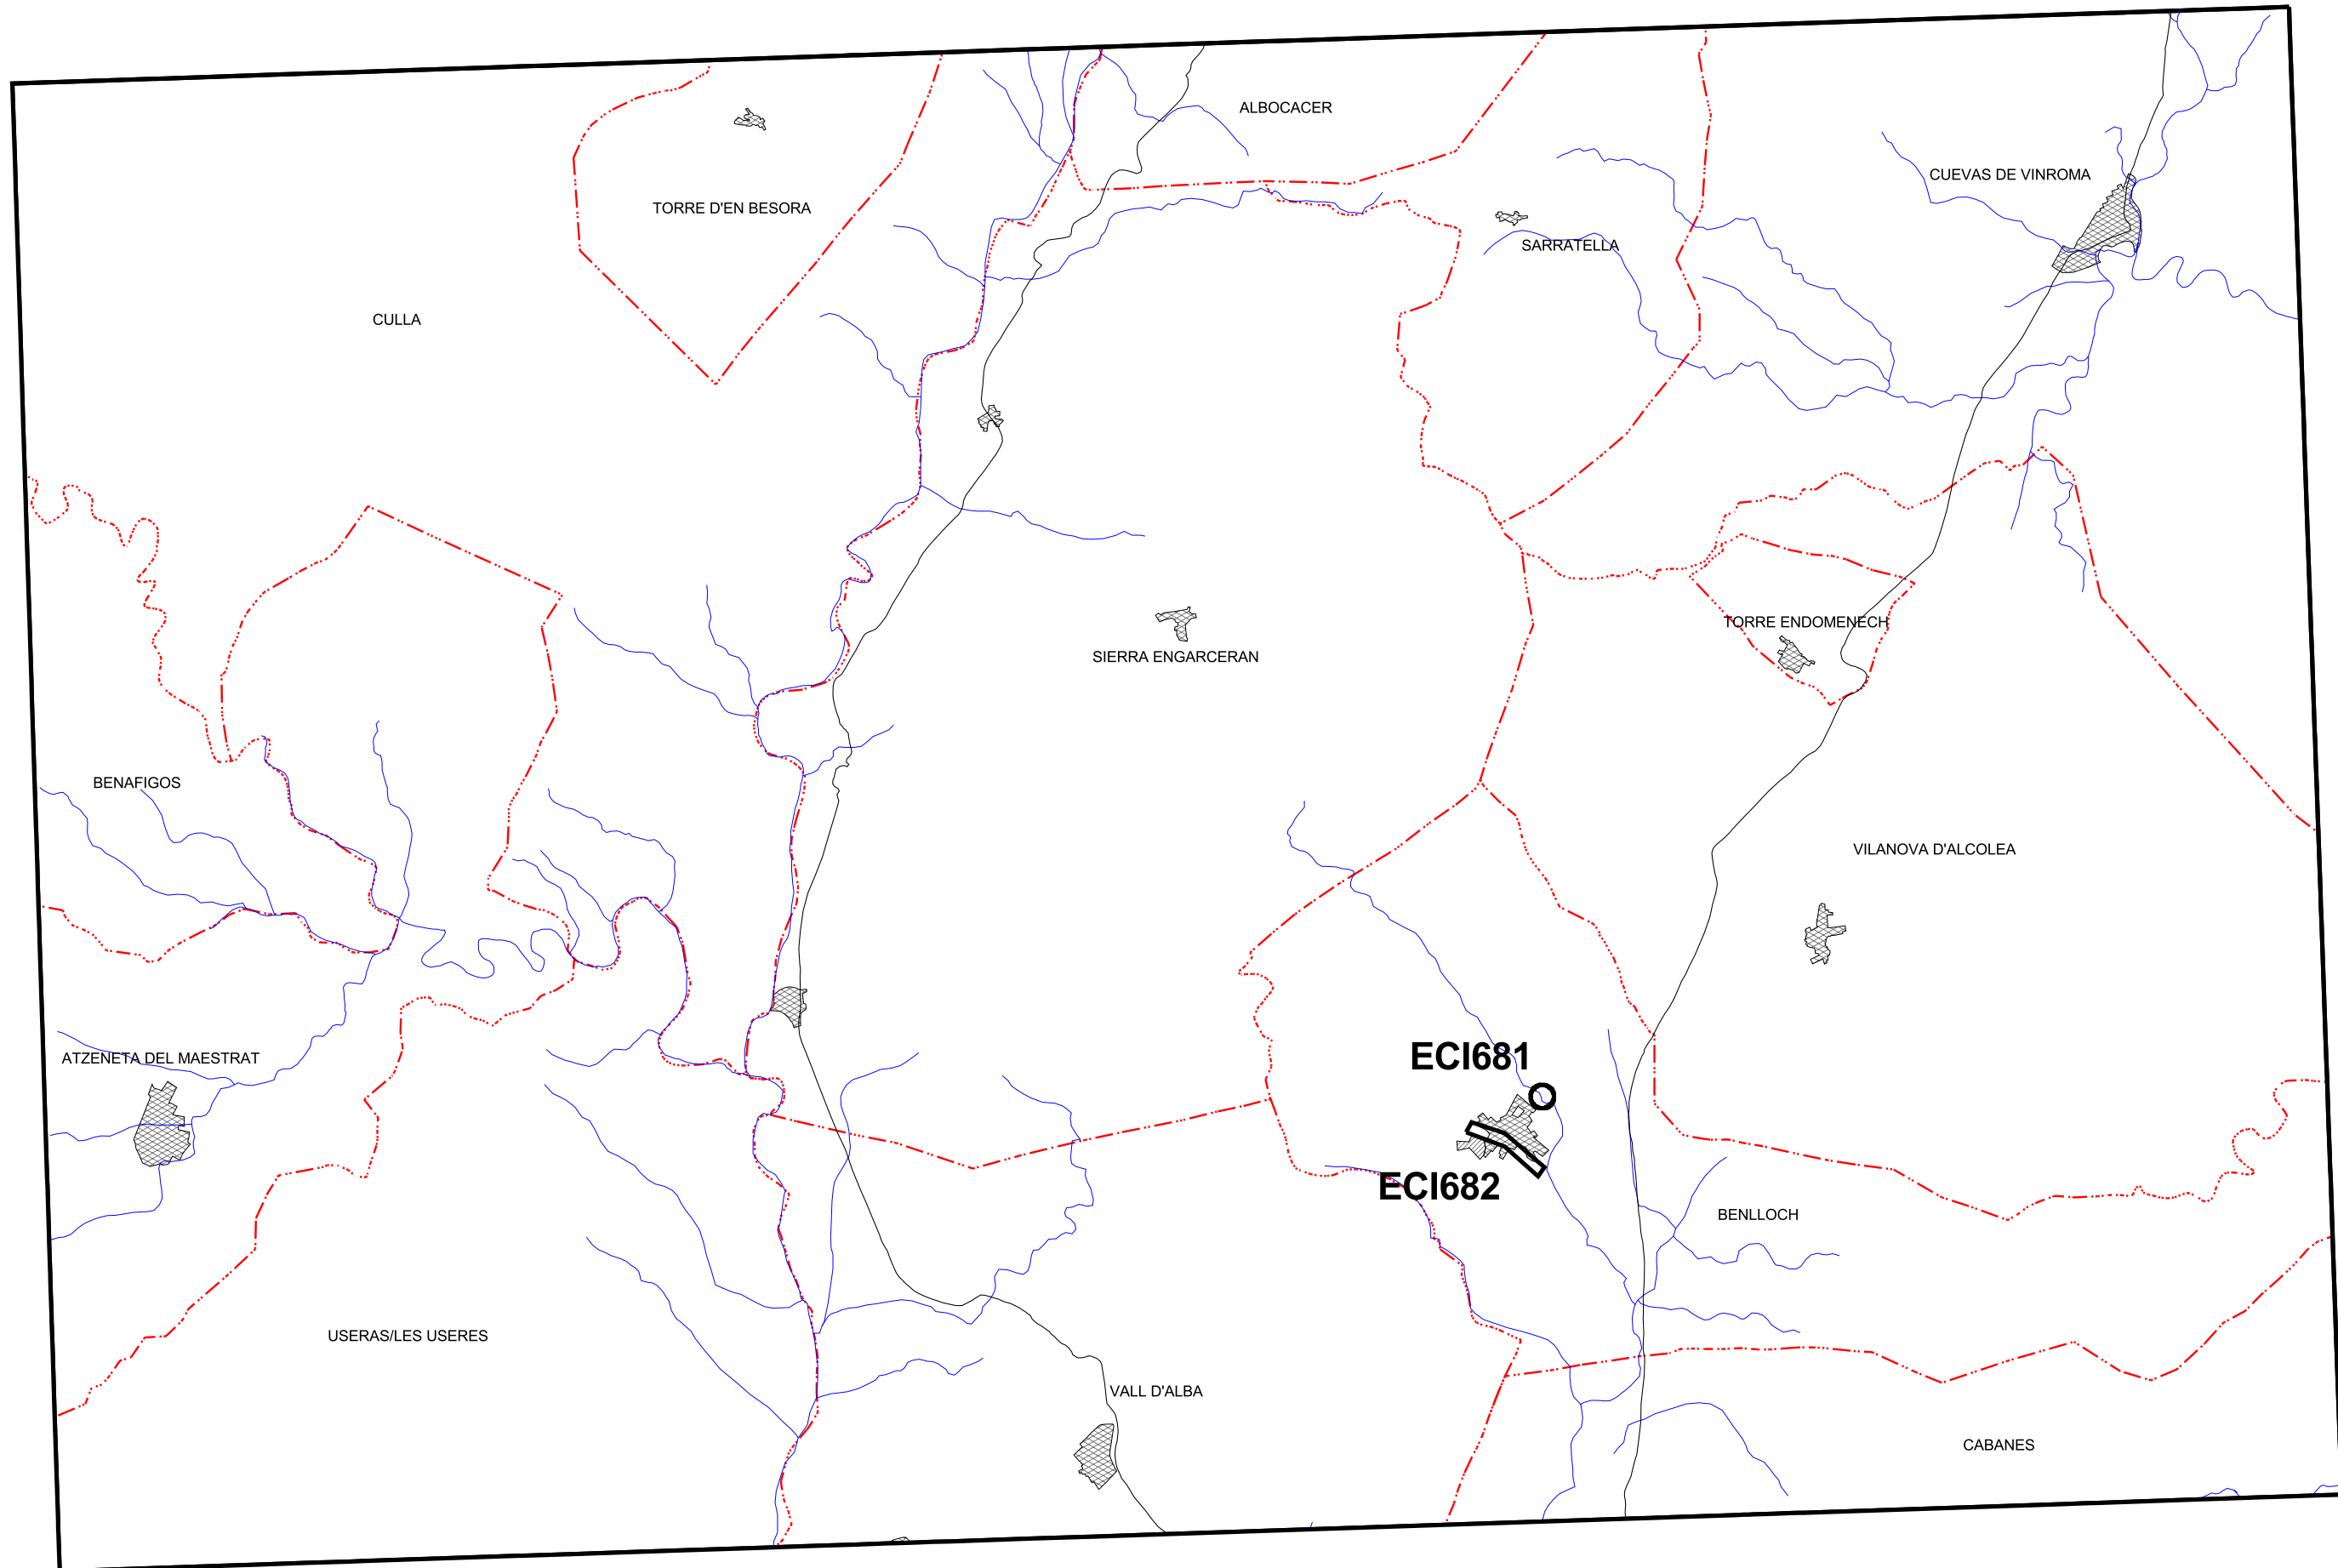 ALBOCACER
CUEVAS DE VINROMA
TORRE D'EN BESORA
SARRATELLA
CULLA
TORRE ENDOMENECH
SIERRA ENGARCERAN
BENAFIGOS
VILANOVA D'ALCOLEA
ECI681
ATZENETA DEL MAESTRAT
ECI682
BENLLOCH
USERAS/LES USERES
VALL D'ALBA
CABANES